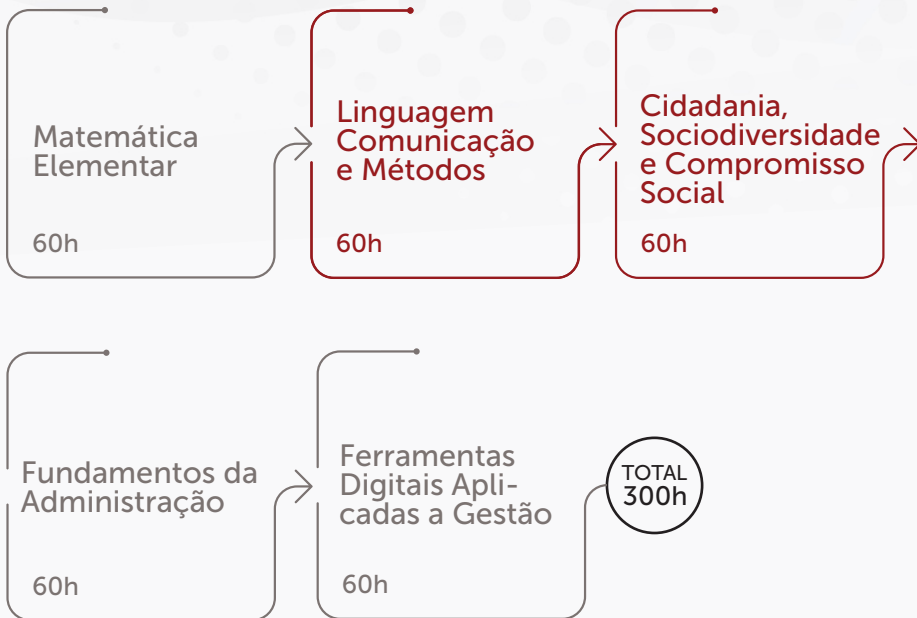 Matemática
Elementar
60h
Linguagem
Comunicação
e Métodos
60h
Cidadania,
Sociodiversidade
e Compromisso
Social
60h
Fundamentos da
Administração
60h
Ferramentas
Digitais Apli-
cadas a Gestão
60h
TOTAL
300h